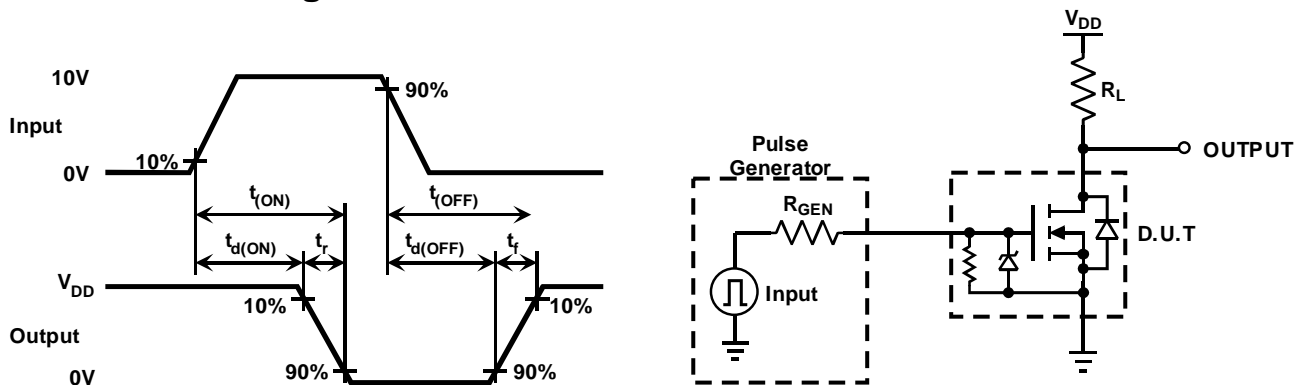 10V
90%
Input
10%
0V
t(ON)
t(OFF)
td(ON)
tr
td(OFF)
tf
VDD
10%
10%
Output
90%
90%
0V
VDD
RL
Pulse
Generator
OUTPUT
RGEN
D.U.T
Input